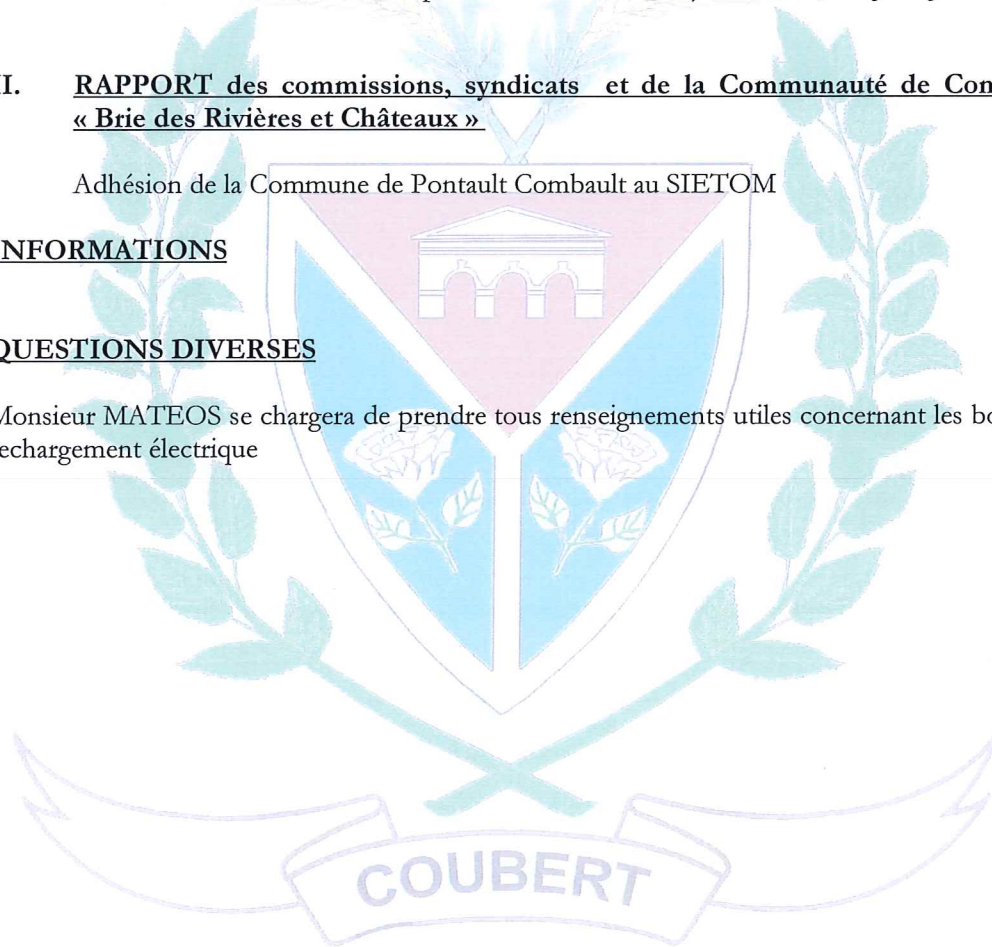 RAPPORT des commissions, syndicats et de la Communauté de
« Brie des Rivières et Châteaux »
Adhésion de la Commune de Pontault Combault au SIETOM
NFORMATIONS
QUESTIONS DIVERSES
Monsieur MATEOS se chargera de prendre tous renseignements utiles concernant les
echargement électrique
COUBERT